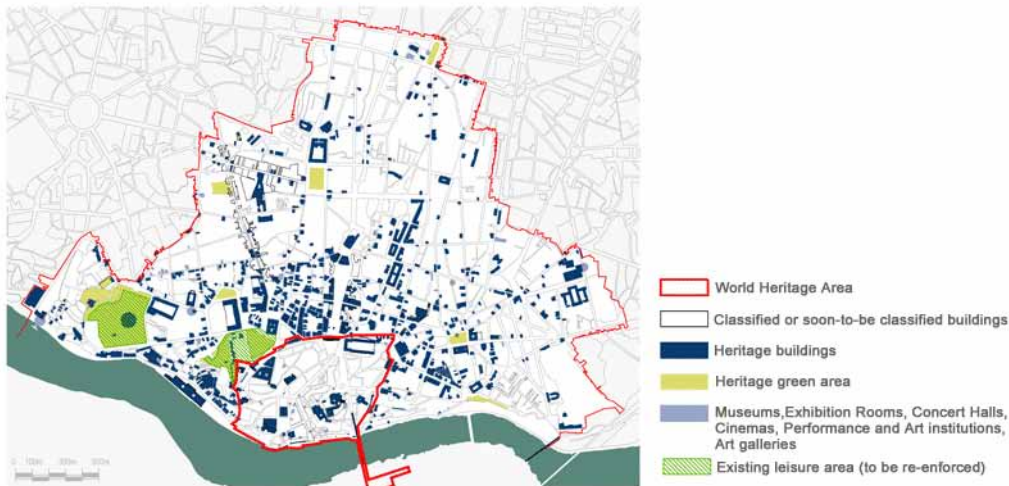 World Heritage Area
Classified or soon-to-be classified buildings
Heritage buildings
Heritage green area
Museums,Exhibition Rooms, Concert Halls,
Cinemas, Performance and Art institutions,
Art galleries
Existing leisure area (to be re-enforced)
0